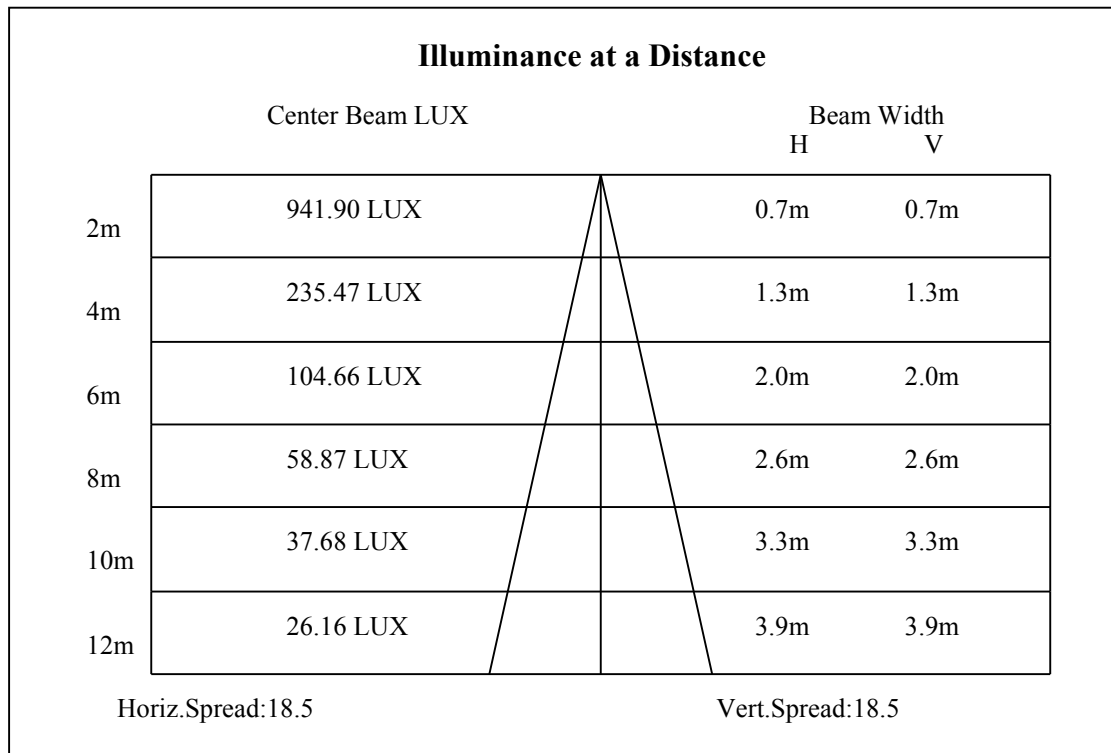 Illuminance at a Distance
Center Beam LUX Beam Width
H V
941.90 LUX 0.7m 0.7m
2m
235.47 LUX 1.3m 1.3m
4m
104.66 LUX 2.0m 2.0m
6m
58.87 LUX 2.6m 2.6m
8m
37.68 LUX 3.3m 3.3m
10m
26.16 LUX 3.9m 3.9m
12m
Horiz.Spread:18.5 Vert.Spread:18.5